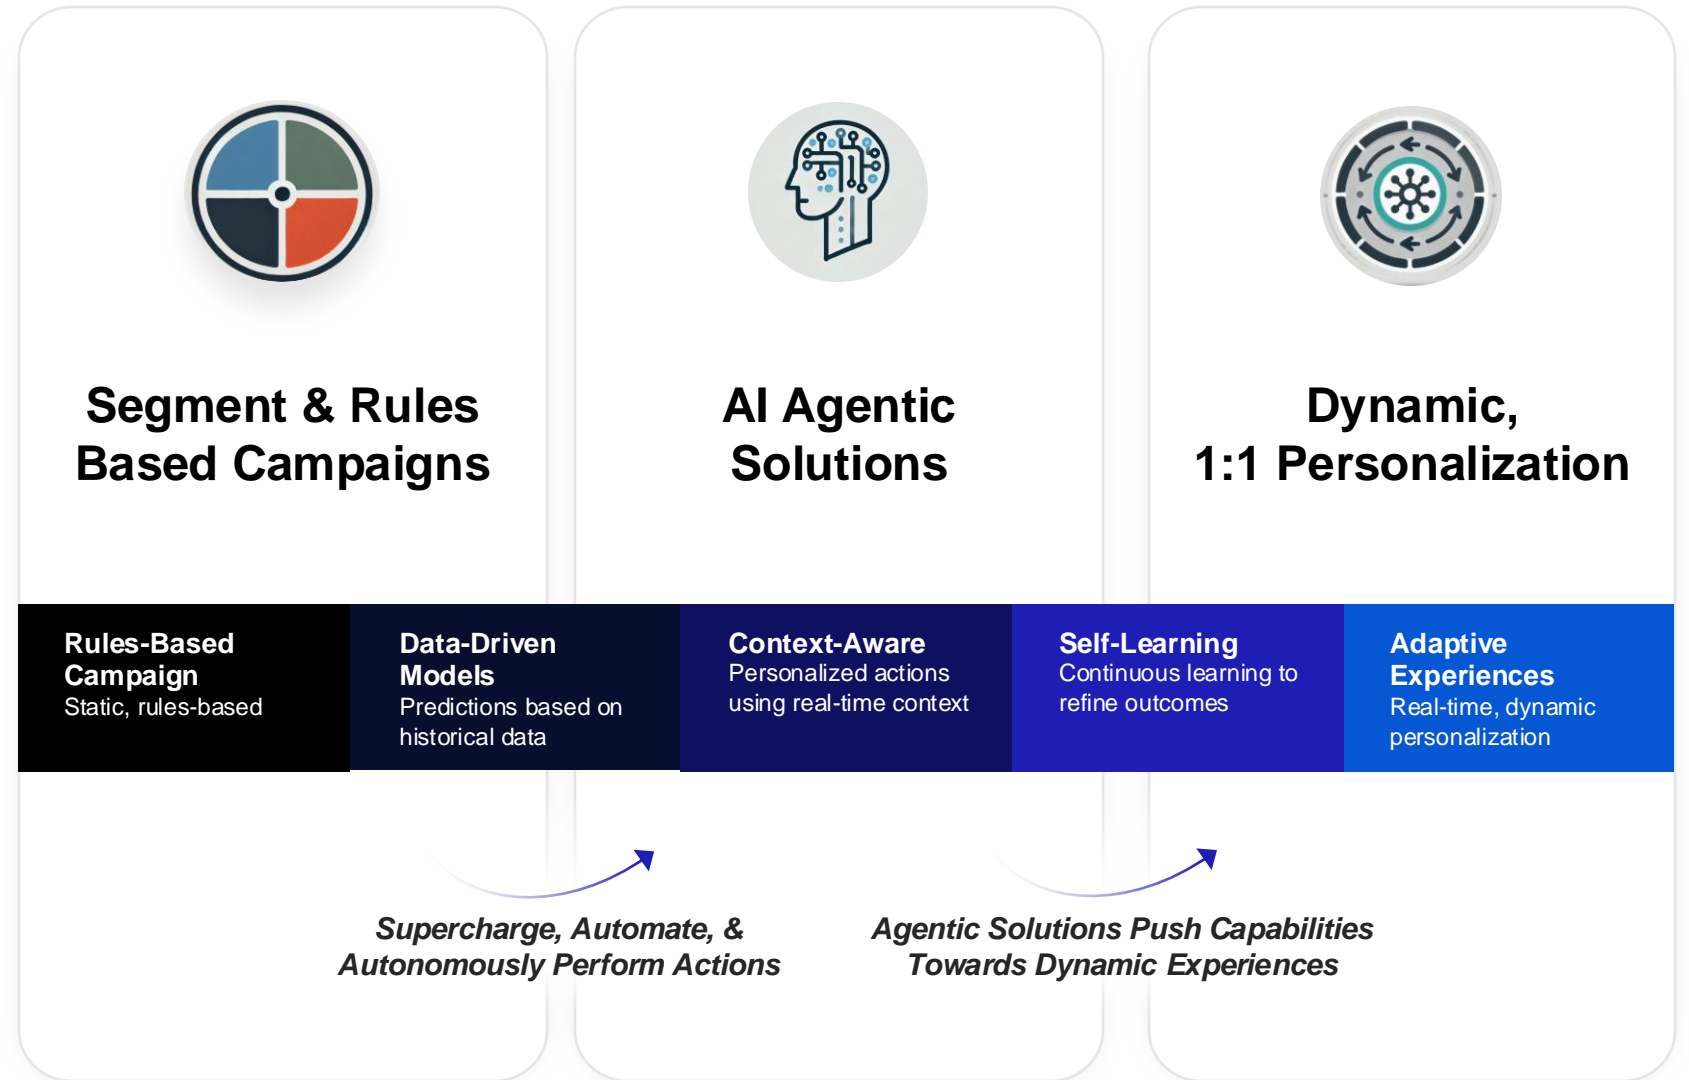 Segment & Rules
Based Campaigns
AI Agentic
Solutions
Dynamic,
1:1 Personalization
Rules-Based
Campaign
Static, rules-based
Data-Driven
Models
Predictions based on
historical data
Context-Aware
Personalized actions
using real-time context
Self-Learning
Continuous learning to
refine outcomes
Adaptive
Experiences
Real-time, dynamic
personalization
Supercharge, Automate, &
Autonomously Perform Actions
Agentic Solutions Push Capabilities
Towards Dynamic Experiences